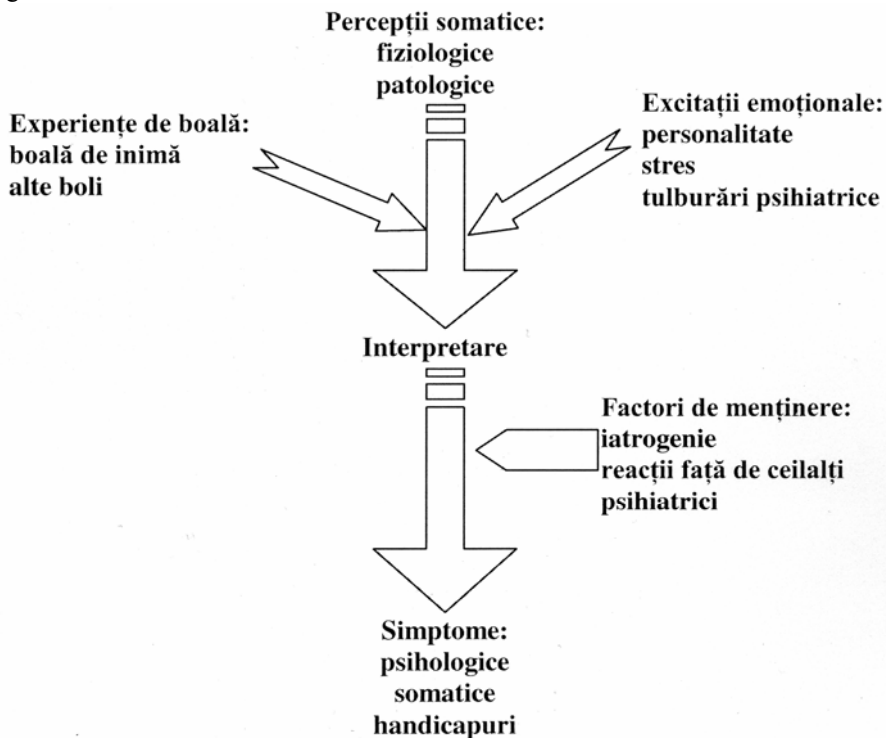 Percepții somatice:
fiziologice
patologice
Experiențe de boală:
boală de inimă
alte boli
Excitații emoționale:
personalitate
stres
tulburări psihiatrice
Interpretare
Factori de menținere:
iatrogenie
reacții față de ceilalți
psihiatrici
Simptome:
psihologice
somatice
handicapuri